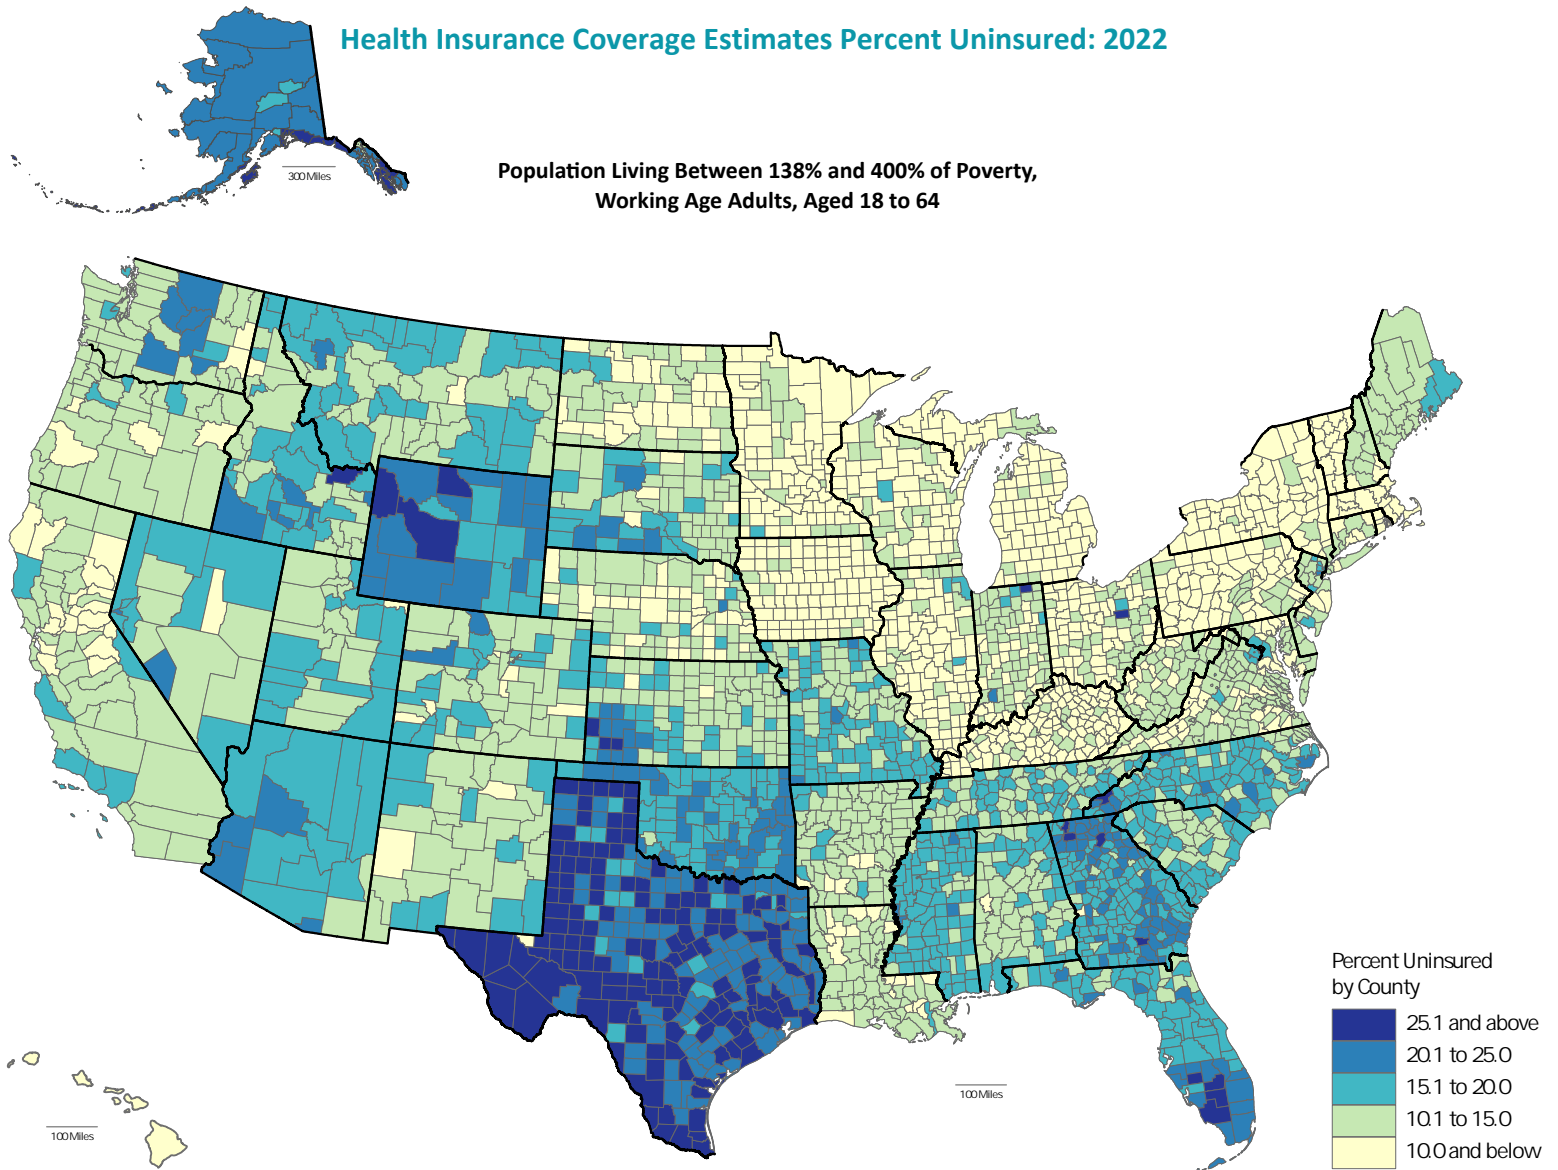 Health Insurance Coverage Estimates Percent Uninsured: 2022
300 Miles
Population Living Between 138% and 400% of Poverty,
Working Age Adults, Aged 18 to 64
Percent Uninsured
by County
25.1 and above
20.1 to 25.0
15.1 to 20.0
10.1 to 15.0
10.0 and below
100 Miles
100 Miles